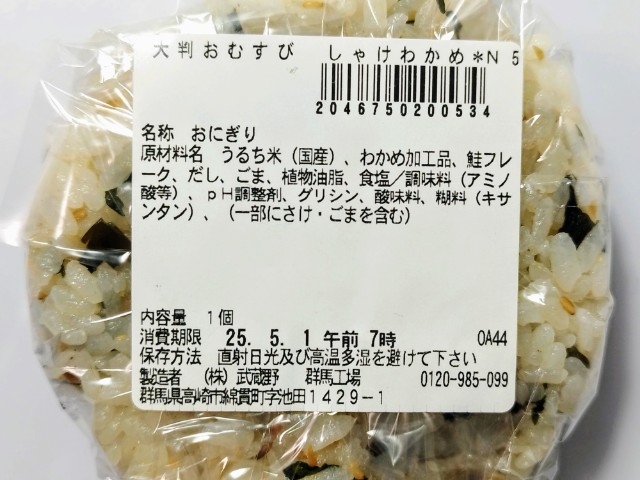 大判おむすび　しゃけわかめ＊N 5
2046750200534
名称　おにぎり
原材料名　うるち米（国産）、わかめ加工品、鮭フレ
ーク、だし、ごま、植物油脂、食塩／調味料（アミノ
酸等）、ｐH調整剤、グリシン、酸味料、糊料（キサ
ンタン）、（一部にさけ・ごまを含む）
内容量　1個
消費期限　25. 5. 1 午前 7時　0A44
保存方法　直射日光及び高温多湿を避けて下さい
製造者　（株）武蔵野　群馬工場　0120-985-099
群馬県高崎市綿貫町字池田1429-1